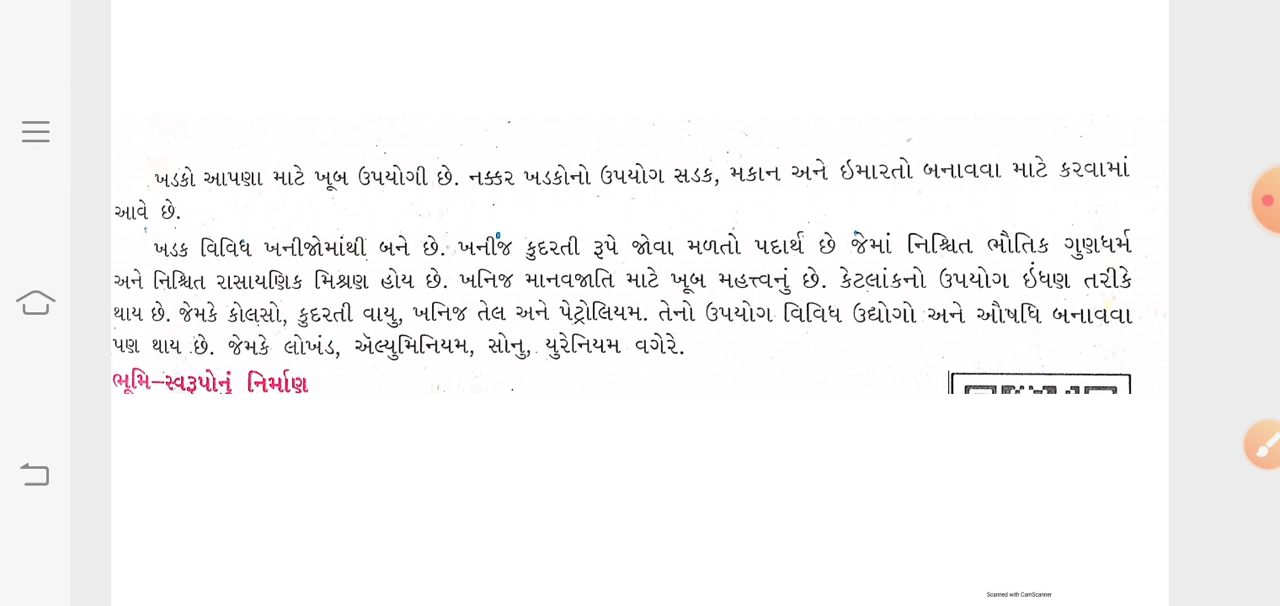 ખડકો આપણા માટે ખૂબ ઉપયોગી છે. નક્કર ખડકોનો ઉપયોગ સડક, મકાન અને ઇમારતો બનાવવા માટે કરવામાં
આવે છે.
ખડક વિવિધ ખનીજોમાંથી બને છે. ખનીજ કુદરતી રૂપે જોવા મળતો પદાર્થ છે જેમાં નિશ્ચિત ભૌતિક ગુણધર્મ
અને નિશ્ચિત રાસાયણિક મિશ્રણ હોય છે. ખનિજ માનવજાતિ માટે ખૂબ મહત્ત્વનું છે. કેટલાંકનો ઉપયોગ ઇંધણ તરીકે
થાય છે. જેમકે કોલસો, કુદરતી વાયુ, ખનિજ તેલ અને પેટ્રોલિયમ. તેનો ઉપયોગ વિવિધ ઉદ્યોગો અને ઔષધિ બનાવવા
પણ થાય છે. જેમકે લોખંડ, ઍલ્યુમિનિયમ, સોનુ, યુરેનિયમ વગેરે.
ભૂમિ–સ્વરૂપોનું નિર્માણ
Scanned with CamScanner